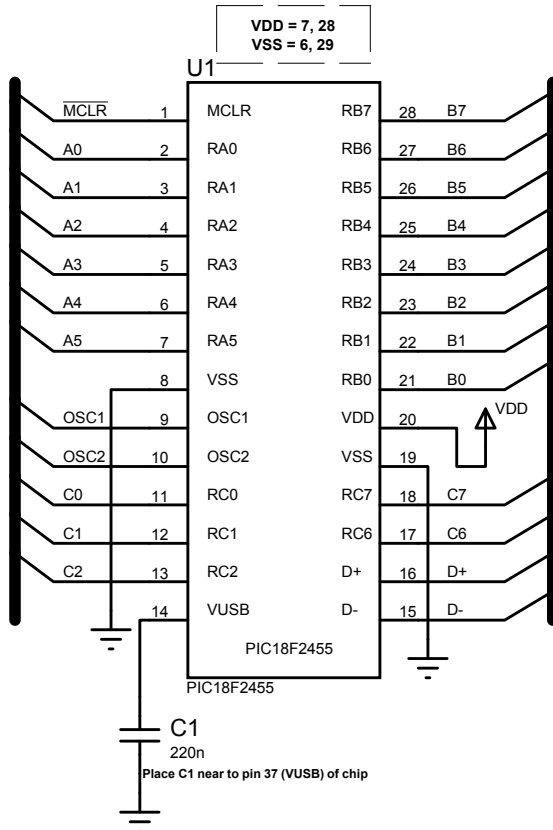 VDD = 7, 28
VSS = 6, 29
U1
MCLR 1 MCLR RB7 28 B7
A0 2 RA0 RB6 27 B6
A1 3 RA1 RB5 26 B5
A2 4 RA2 RB4 25 B4
A3 5 RA3 RB3 24 B3
A4 6 RA4 RB2 23 B2
A5 7 RA5 RB1 22 B1
8 VSS RB0 21 B0
OSC1 9 OSC1 VDD 20 VDD
OSC2 10 OSC2 VSS 19
C0 11 RC0 RC7 18 C7
C1 12 RC1 RC6 17 C6
C2 13 RC2 D+ 16 D+
14 VUSB D- 15 D-
PIC18F2455
PIC18F2455
C1
220n
Place C1 near to pin 37 (VUSB) of chip